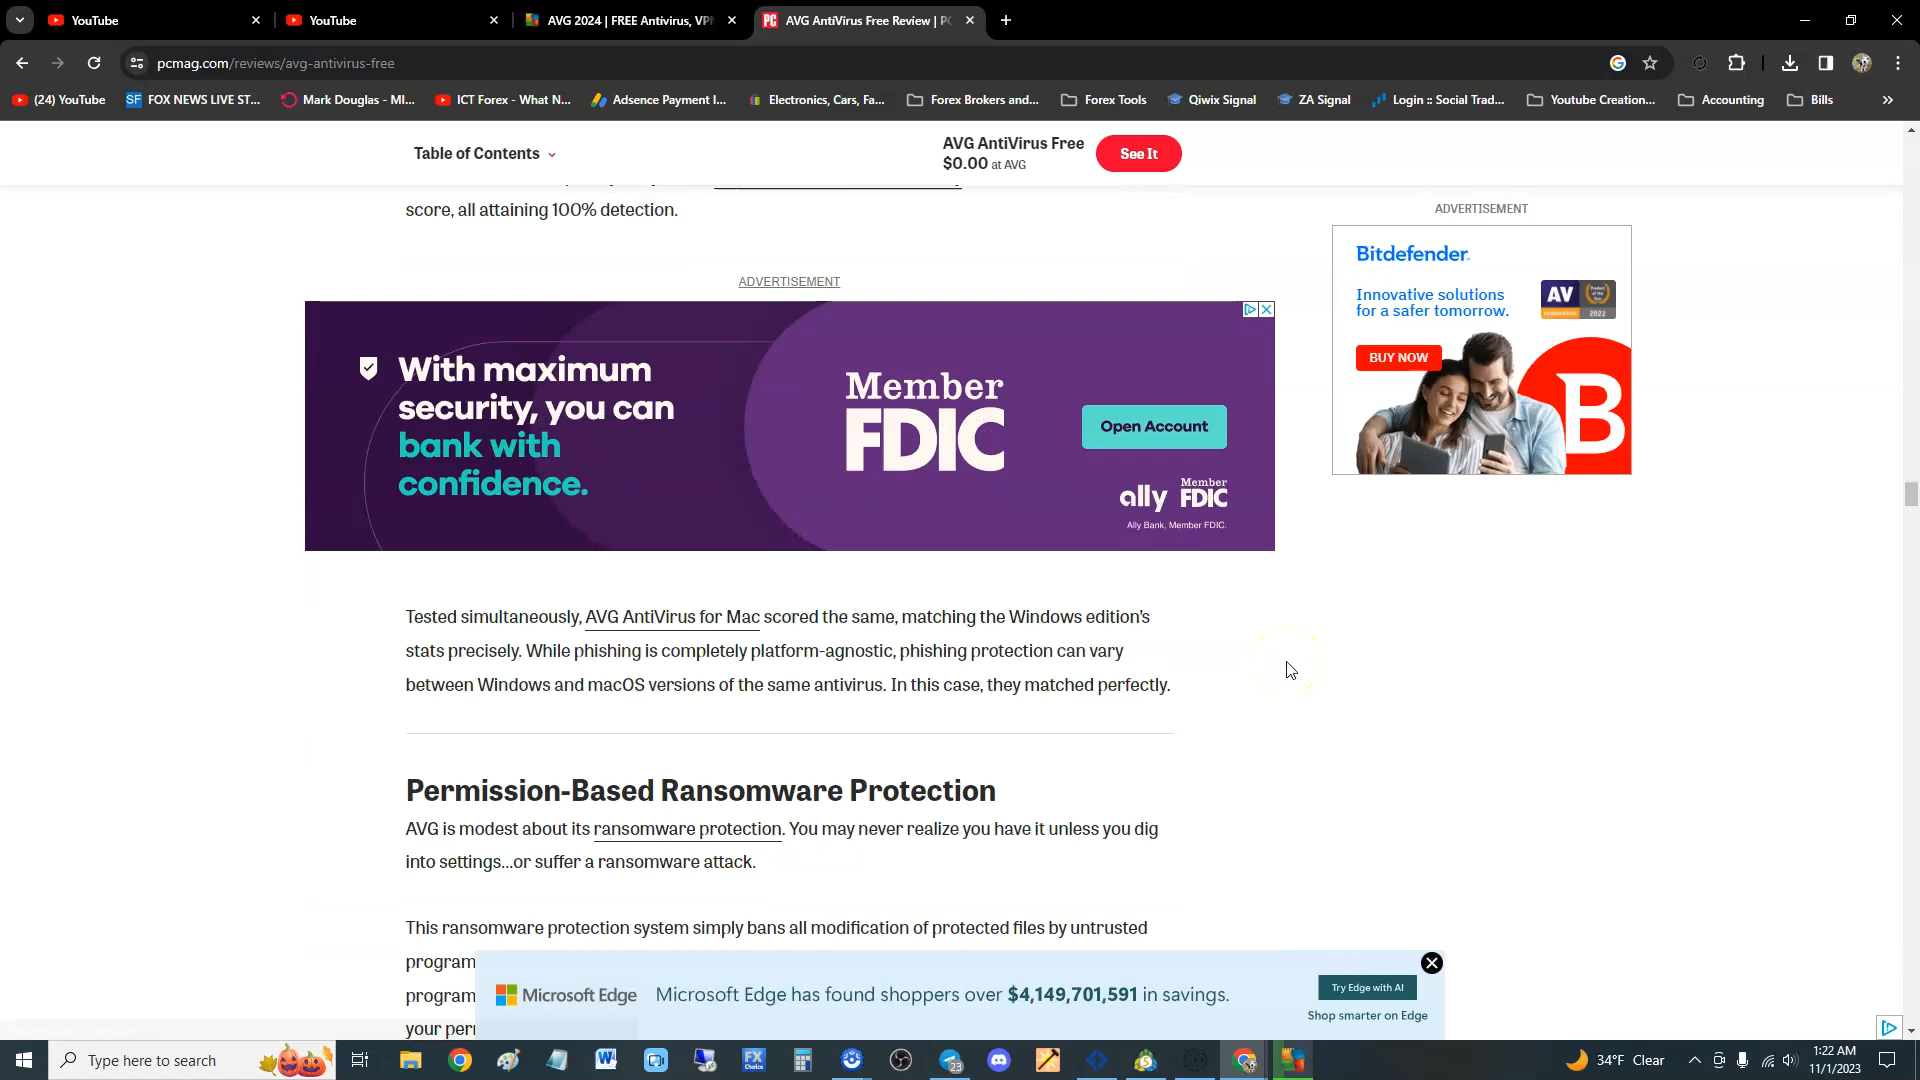 YouTube
YouTube
AVG 2024 | FREE Antivirus, VPN
AVG AntiVirus Free Review | PC
pcmag.com/reviews/avg-antivirus-free
(24) YouTube
FOX NEWS LIVE ST...
Mark Douglas - MI...
ICT Forex - What N...
Adsence Payment I...
Electronics, Cars, Fa...
Forex Brokers and...
Forex Tools
Qiwix Signal
ZA Signal
Login :: Social Trad...
Youtube Creation...
Accounting
Bills
Table of Contents
AVG AntiVirus Free
$0.00 at AVG
See It
score, all attaining 100% detection.
ADVERTISEMENT
With maximum
security, you can
bank with
confidence.
Member
FDIC
Open Account
ally Member FDIC
Ally Bank, Member FDIC.
ADVERTISEMENT
Bitdefender
Innovative solutions
for a safer tomorrow.
AV
2022
BUY NOW
B
Tested simultaneously, AVG AntiVirus for Mac scored the same, matching the Windows edition's
stats precisely. While phishing is completely platform-agnostic, phishing protection can vary
between Windows and macOS versions of the same antivirus. In this case, they matched perfectly.
Permission-Based Ransomware Protection
AVG is modest about its ransomware protection. You may never realize you have it unless you dig
into settings...or suffer a ransomware attack.
This ransomware protection system simply bans all modification of protected files by untrusted
program
program
your per
Microsoft Edge
Microsoft Edge has found shoppers over $4,149,701,591 in savings.
Try Edge with AI
Shop smarter on Edge
Type here to search
FX
Choice
23
34°F Clear
1:22 AM
11/1/2023